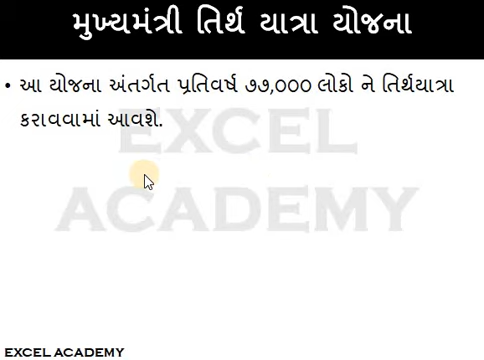 મુખ્યમંત્રી તિર્થ યાત્રા યોજના
• આ યોજના અંતર્ગત પ્રતિવર્ષ ૭૭,૦૦૦ લોકો ને તિર્થયાત્રા
કરાવવામાં આવશે.
EXCEL
ACADEMY
EXCEL ACADEMY